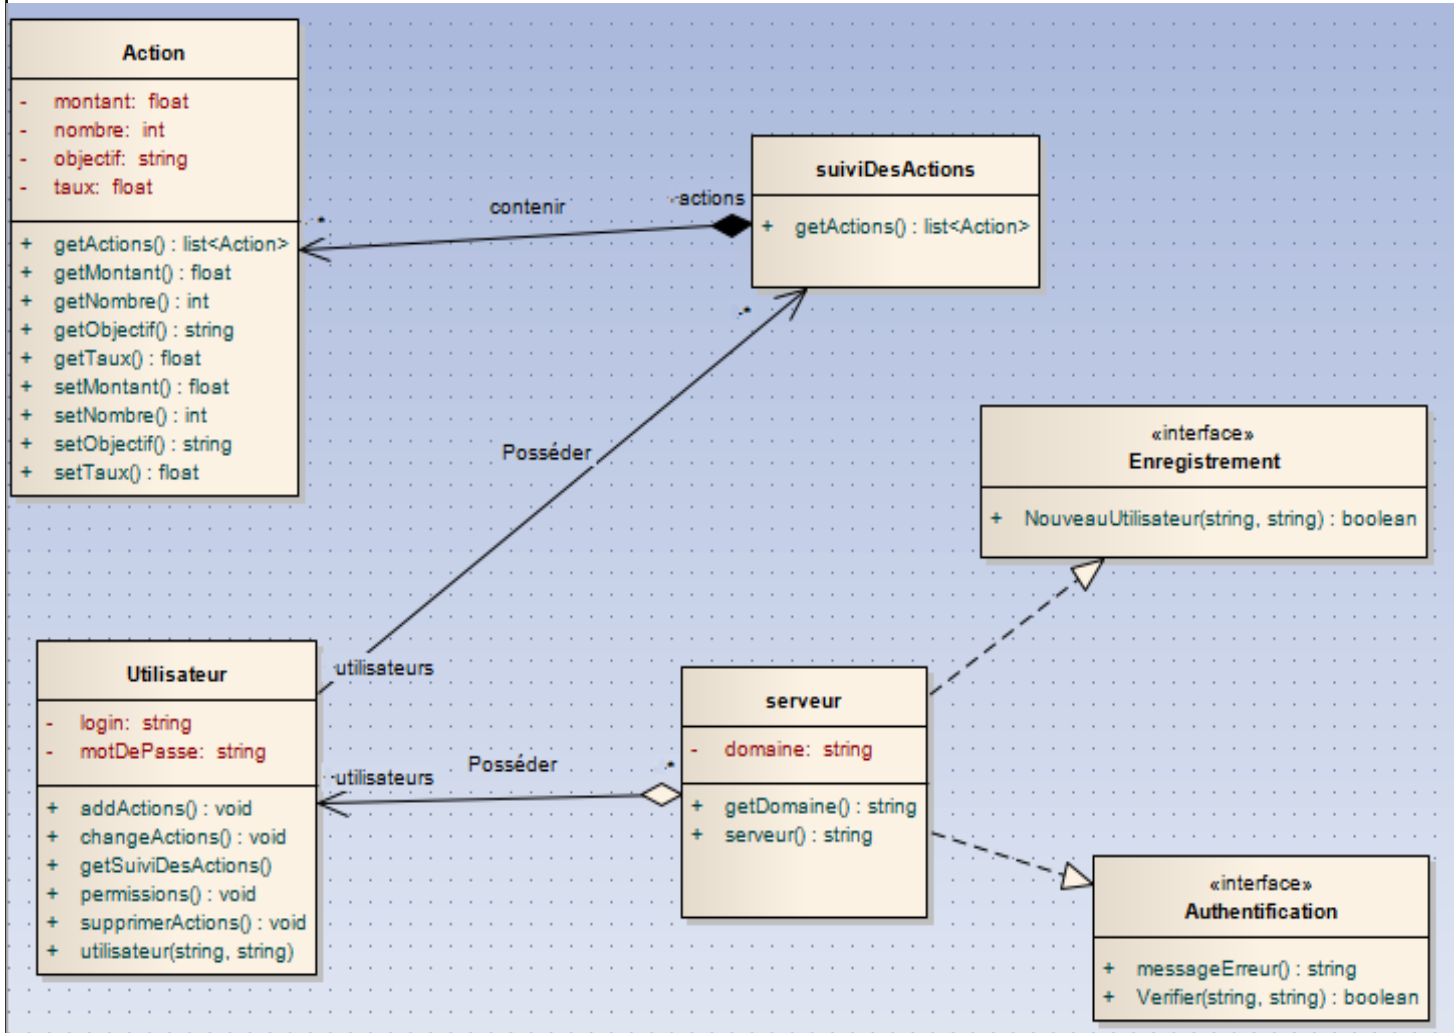 Action
- montant: float
- nombre: int
- objectif: string
- taux: float
+ getActions() : list<Action>
+ getMontant() : float
+ getNombre() : int
+ getObjectif() : string
+ getTaux() : float
+ setMontant() : float
+ setNombre() : int
+ setObjectif() : string
+ setTaux() : float
..*
contenir
-actions
suiviDesActions
+ getActions() : list<Action>
..*
Posséder
«interface»
Enregistrement
+ NouveauUtilisateur(string, string) : boolean
-utilisateurs
Utilisateur
- login: string
- motDePasse: string
+ addActions() : void
+ changeActions() : void
+ getSuiviDesActions()
+ permissions() : void
+ supprimerActions() : void
+ utilisateur(string, string)
-utilisateurs
Posséder
.*
serveur
- domaine: string
+ getDomaine() : string
+ serveur() : string
«interface»
Authentification
+ messageErreur() : string
+ Verifier(string, string) : boolean